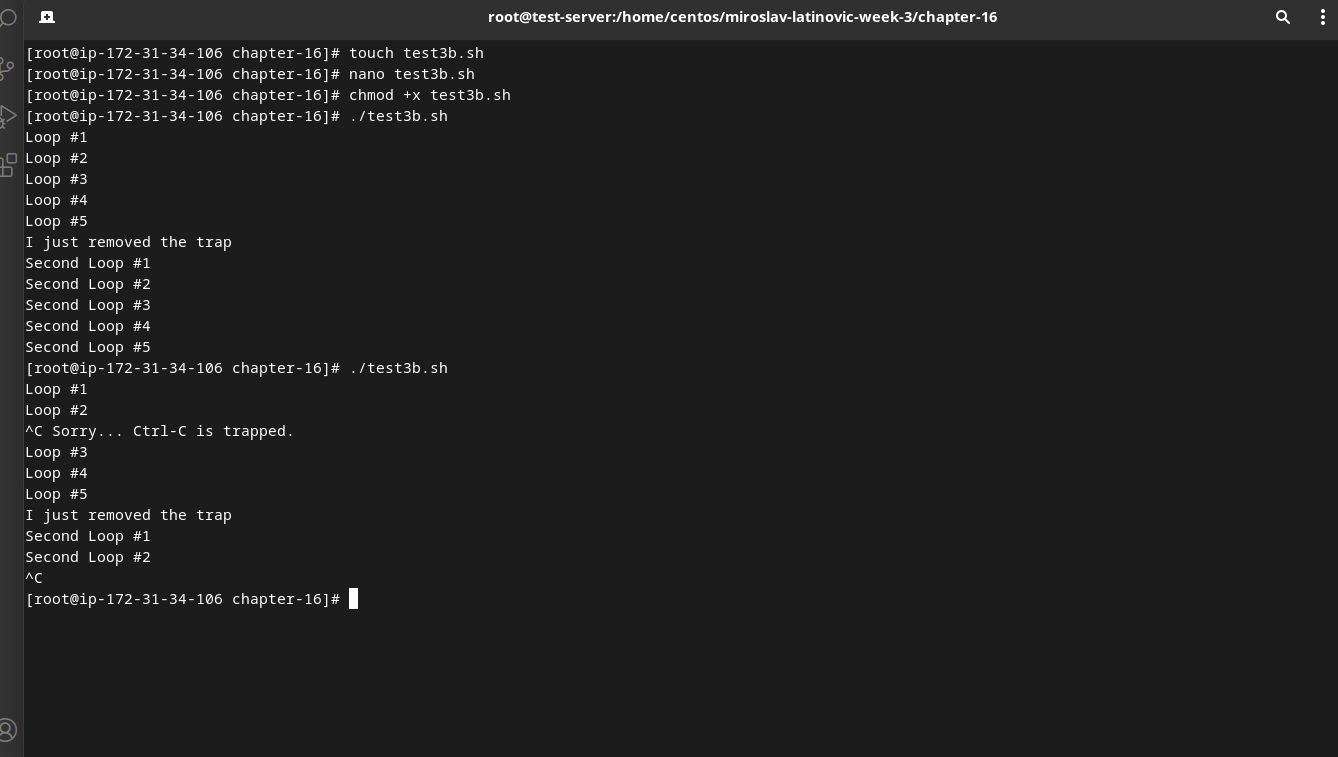 root@test-server:/home/centos/miroslav-latinovic-week-3/chapter-16
[root@ip-172-31-34-106 chapter-16]# touch test3b.sh
[root@ip-172-31-34-106 chapter-16]# nano test3b.sh
[root@ip-172-31-34-106 chapter-16]# chmod +x test3b.sh
[root@ip-172-31-34-106 chapter-16]# ./test3b.sh
Loop #1
Loop #2
Loop #3
Loop #4
Loop #5
I just removed the trap
Second Loop #1
Second Loop #2
Second Loop #3
Second Loop #4
Second Loop #5
[root@ip-172-31-34-106 chapter-16]# ./test3b.sh
Loop #1
Loop #2
^C Sorry... Ctrl-C is trapped.
Loop #3
Loop #4
Loop #5
I just removed the trap
Second Loop #1
Second Loop #2
^C
[root@ip-172-31-34-106 chapter-16]#